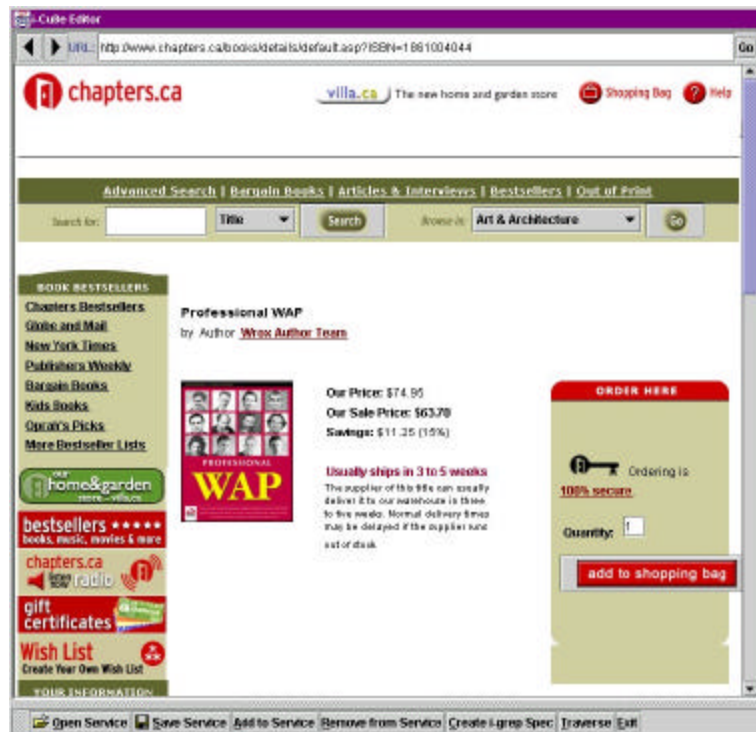 i-CuBe Editor
URL: http://www.chapters.ca/books/details/default.asp?ISBN=1861004044 Go
chapters.ca villa.ca The new home and garden store Shopping Bag Help
Advanced Search | Bargain Books | Articles & Interviews | Bestsellers | Out of Print
Search for: Title Search Browse in: Art & Architecture Go
BOOK BESTSELLERS
Chapters Bestsellers
Globe and Mail
New York Times
Publishers Weekly
Bargain Books
Kids Books
Oprah's Picks
More Bestseller Lists
our
home&garden
store - villa.ca
bestsellers
books, music, movies & more
chapters.ca
listen now radio
gift
certificates
Wish List
Create Your Own Wish List
YOUR INFORMATION
Professional WAP
by Author Wrox Author Team
PROFESSIONAL
WAP
Our Price: $74.95
Our Sale Price: $63.70
Savings: $11.25 (15%)
Usually ships in 3 to 5 weeks
The supplier of this title can usually
deliver it to our warehouse in three
to five weeks. Normal delivery times
may be delayed if the supplier runs
out of stock.
ORDER HERE
Ordering is
100% secure.
Quantity: 1
add to shopping bag
Open Service Save Service Add to Service Remove from Service Create i-grep Spec Traverse Exit